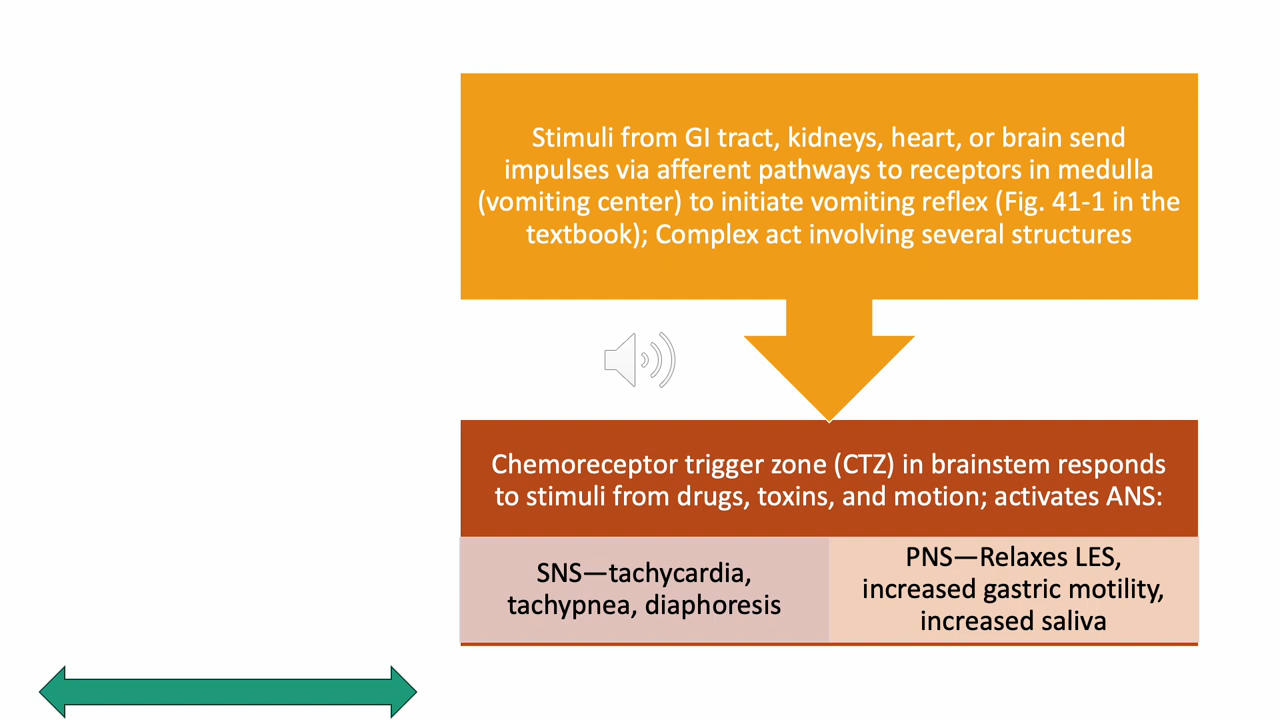 Stimuli from GI tract, kidneys, heart, or brain send
impulses via afferent pathways to receptors in medulla
(vomiting center) to initiate vomiting reflex (Fig. 41-1 in the
textbook); Complex act involving several structures
Chemoreceptor trigger zone (CTZ) in brainstem responds
to stimuli from drugs, toxins, and motion; activates ANS:
SNS—tachycardia,
tachypnea, diaphoresis
PNS—Relaxes LES,
increased gastric motility,
increased saliva